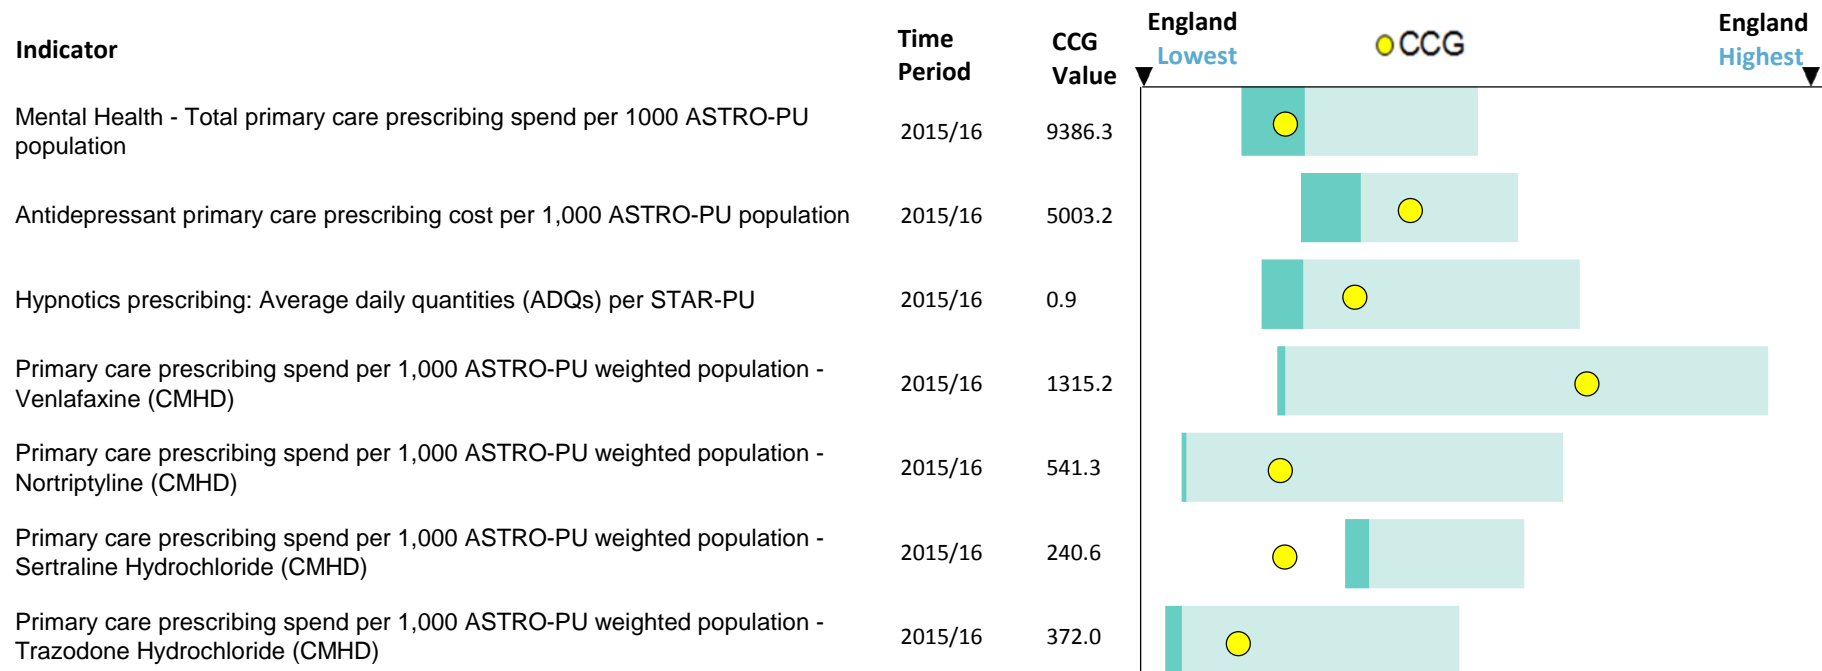 Indicator
Time
Period
CCG
Value
England
Lowest
CCG
England
Highest
Mental Health - Total primary care prescribing spend per 1000 ASTRO-PU
population
2015/16
9386.3
Antidepressant primary care prescribing cost per 1,000 ASTRO-PU population
2015/16
5003.2
Hypnotics prescribing: Average daily quantities (ADQs) per STAR-PU
2015/16
0.9
Primary care prescribing spend per 1,000 ASTRO-PU weighted population -
Venlafaxine (CMHD)
2015/16
1315.2
Primary care prescribing spend per 1,000 ASTRO-PU weighted population -
Nortriptyline (CMHD)
2015/16
541.3
Primary care prescribing spend per 1,000 ASTRO-PU weighted population -
Sertraline Hydrochloride (CMHD)
2015/16
240.6
Primary care prescribing spend per 1,000 ASTRO-PU weighted population -
Trazodone Hydrochloride (CMHD)
2015/16
372.0